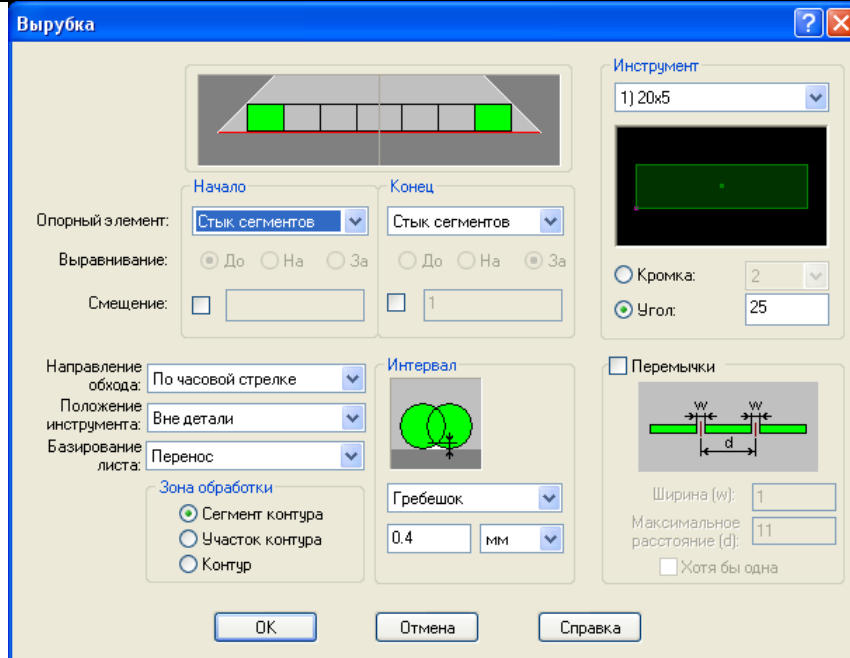 Вырубка
Инструмент
1) 20x5
Начало
Конец
Опорный элемент:
Стык сегментов
Стык сегментов
Выравнивание:
До
На
За
До
На
За
Кромка:
2
Смещение:
1
Угол:
25
Направление
обхода:
По часовой стрелке
Положение
инструмента:
Вне детали
Базирование
листа:
Перенос
Интервал
Перемычки
w
w
d
Зона обработки
Сегмент контура
Участок контура
Контур
Гребешок
0.4
мм
Ширина (w):
1
Максимальное
расстояние (d):
11
Хотя бы одна
OK
Отмена
Справка